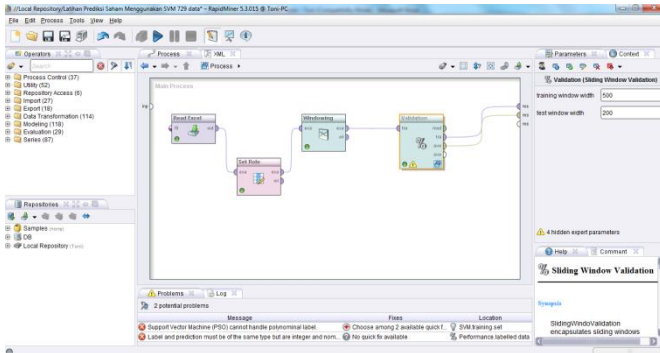 //Local Repository/Latihan Prediksi Saham Menggunakan SVM 729 data* – RapidMiner 5.3.015 @ Toni-PC
File Edit Process Tools View Help
Operators
Search
Process Control (37)
Utility (52)
Repository Access (6)
Import (27)
Export (18)
Data Transformation (114)
Modeling (118)
Evaluation (29)
Series (87)
Repositories
Samples (none)
DB
Local Repository (Toni)
Process
XML
Process
Main Process
Read Excel
Set Role
Windowing
Validation
Problems
Log
2 potential problems
Message Fixes Location
Support Vector Machine (PSO) cannot handle polynominal label. Choose among 2 available quick f... SVM.training set
Label and prediction must be of the same type but are integer and nom... No quick fix available. Performance.labelled data
Parameters
Context
Validation (Sliding Window Validation)
training window width 500
test window width 200
4 hidden expert parameters
Help
Comment
Sliding Window Validation
Synopsis
SlidingWindoValidation
encapsulates sliding windows